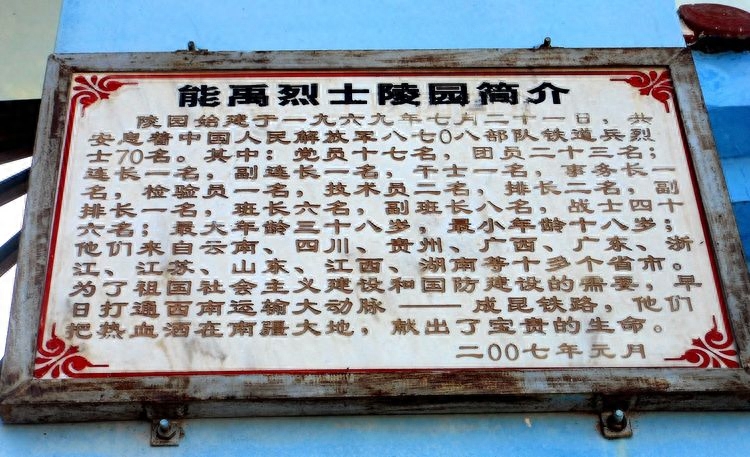 能禹烈士陵园简介
陵园始建于一九六九年七月二十一日，共
安息着中国人民解放军八七0八部队铁道兵烈
士70名。其中：党员十七名，团员二十三名；
连长一名，副连长一名，干士一名，事务长一
名，检验员一名，技术员二名，排长二名，副
排长一名，班长六名，副班长八名，战士四十
六名；最大年龄三十八岁，最小年龄十八岁；
他们来自云南、四川、贵州、广西、广东、浙
江、江苏、山东、江西、湖南等十多个省市。
为了祖国社会主义建设和国防建设的需要，早
日打通西南运输大动脉——成昆铁路，他们
把热血洒在南疆大地，献出了宝贵的生命。
二00七年元月